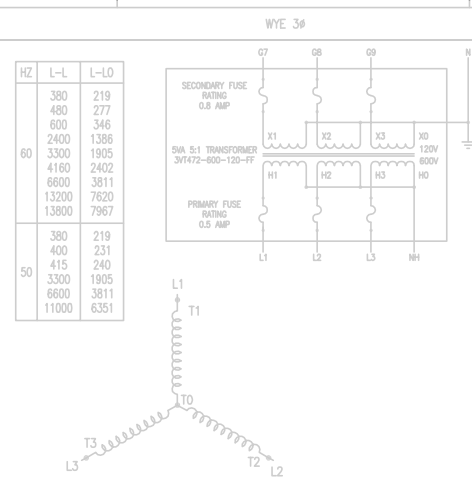 WYE 3ø
HZ L-L L-LO
60
380 219
480 277
600 346
2400 1386
3300 1905
4160 2402
6600 3811
13200 7620
13800 7967
50
380 219
400 231
415 240
3300 1905
6600 3811
11000 6351
G7 G8 G9 N
SECONDARY FUSE
RATING
0.8 AMP
X1 X2 X3 X0
5VA 5:1 TRANSFORMER 120V
3VT472-600-120-FF 600V
H1 H2 H3 H0
PRIMARY FUSE
RATING
0.5 AMP
L1 L2 L3 NH
L1
T1
T0
T3
L3
T2
L2